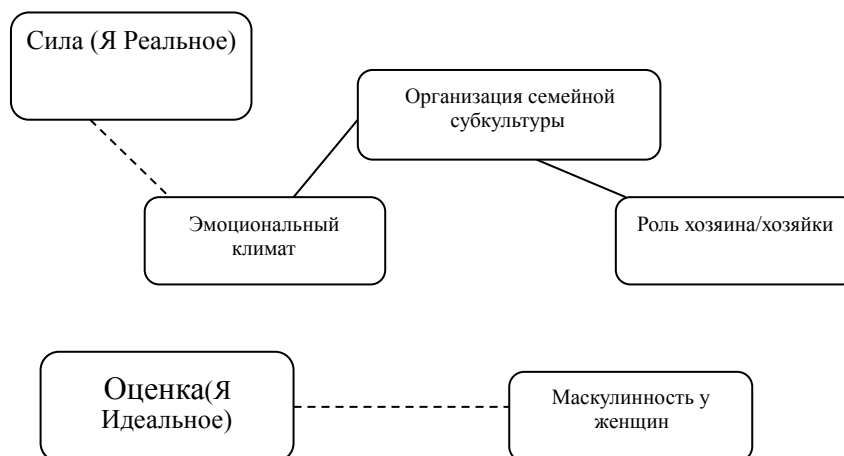 Сила (Я Реальное)
Организация семейной
субкультуры
Эмоциональный
климат
Роль хозяина/хозяйки
Оценка(Я
Идеальное)
Маскулинность у
женщин